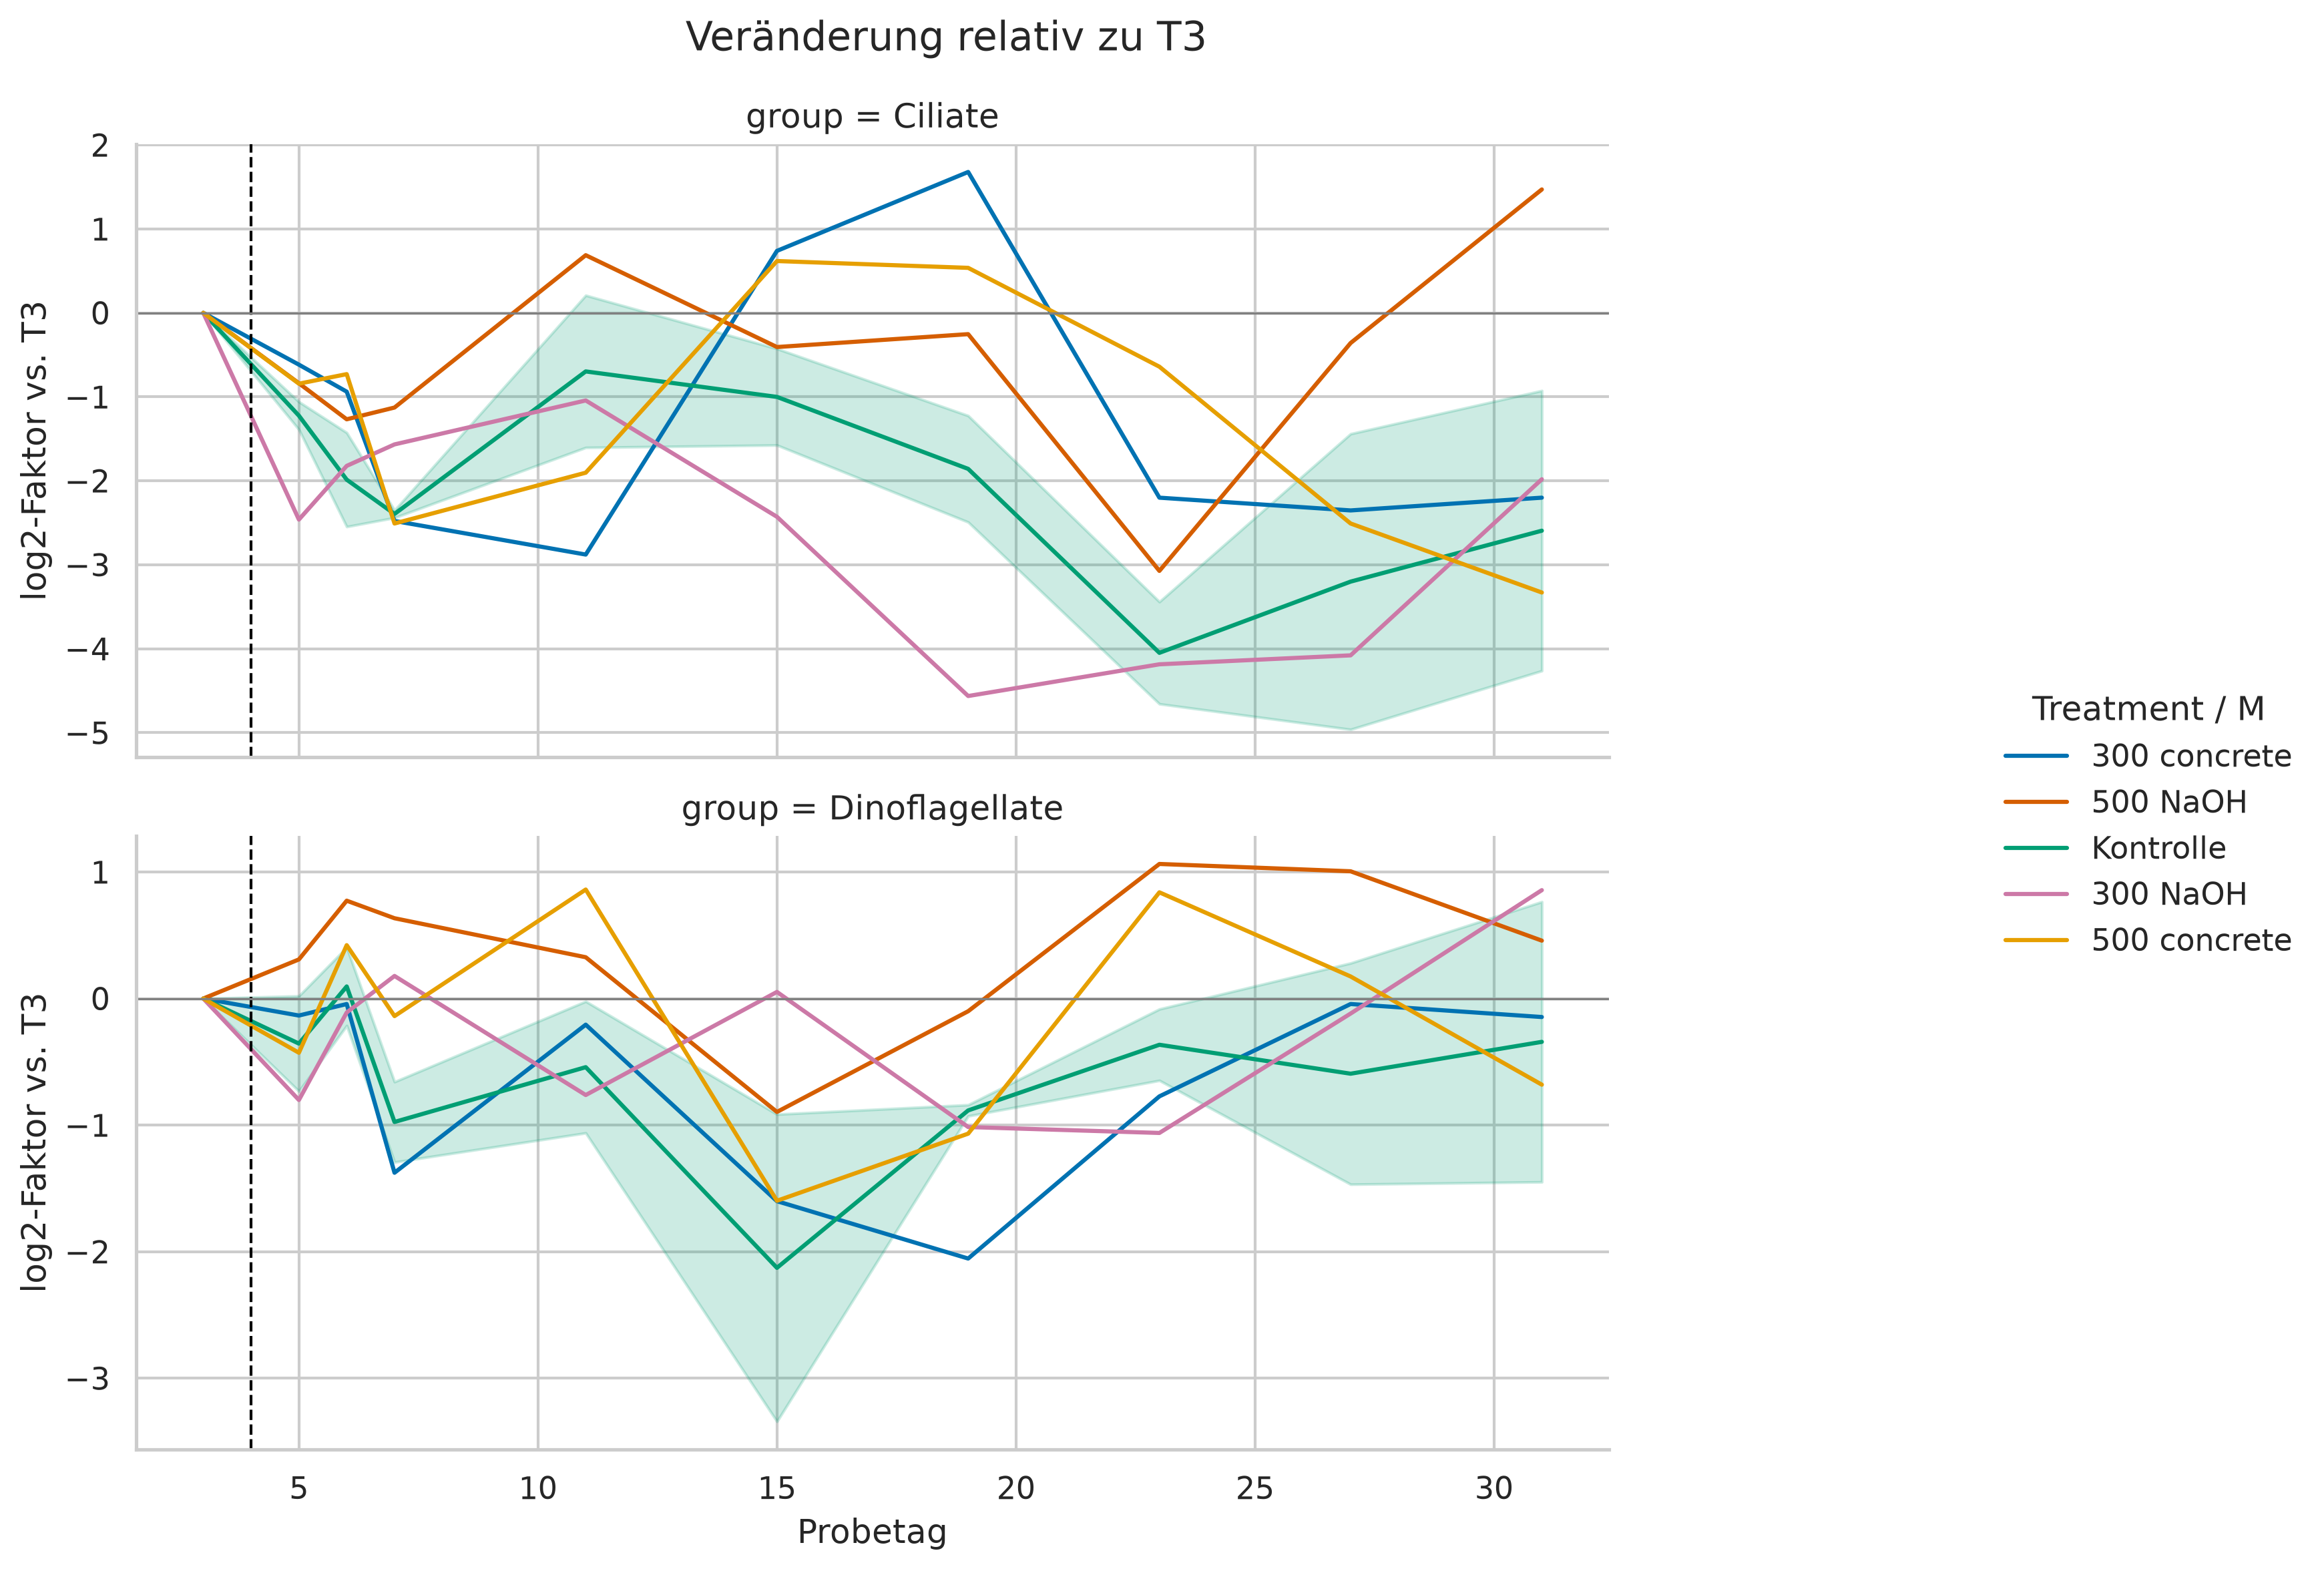 Veränderung relativ zu T3
group = Ciliate
2
1
0
−1
−2
−3
−4
−5
log2-Faktor vs. T3
group = Dinoflagellate
1
0
−1
−2
−3
log2-Faktor vs. T3
5 10 15 20 25 30
Probetag
Treatment / M
300 concrete
500 NaOH
Kontrolle
300 NaOH
500 concrete